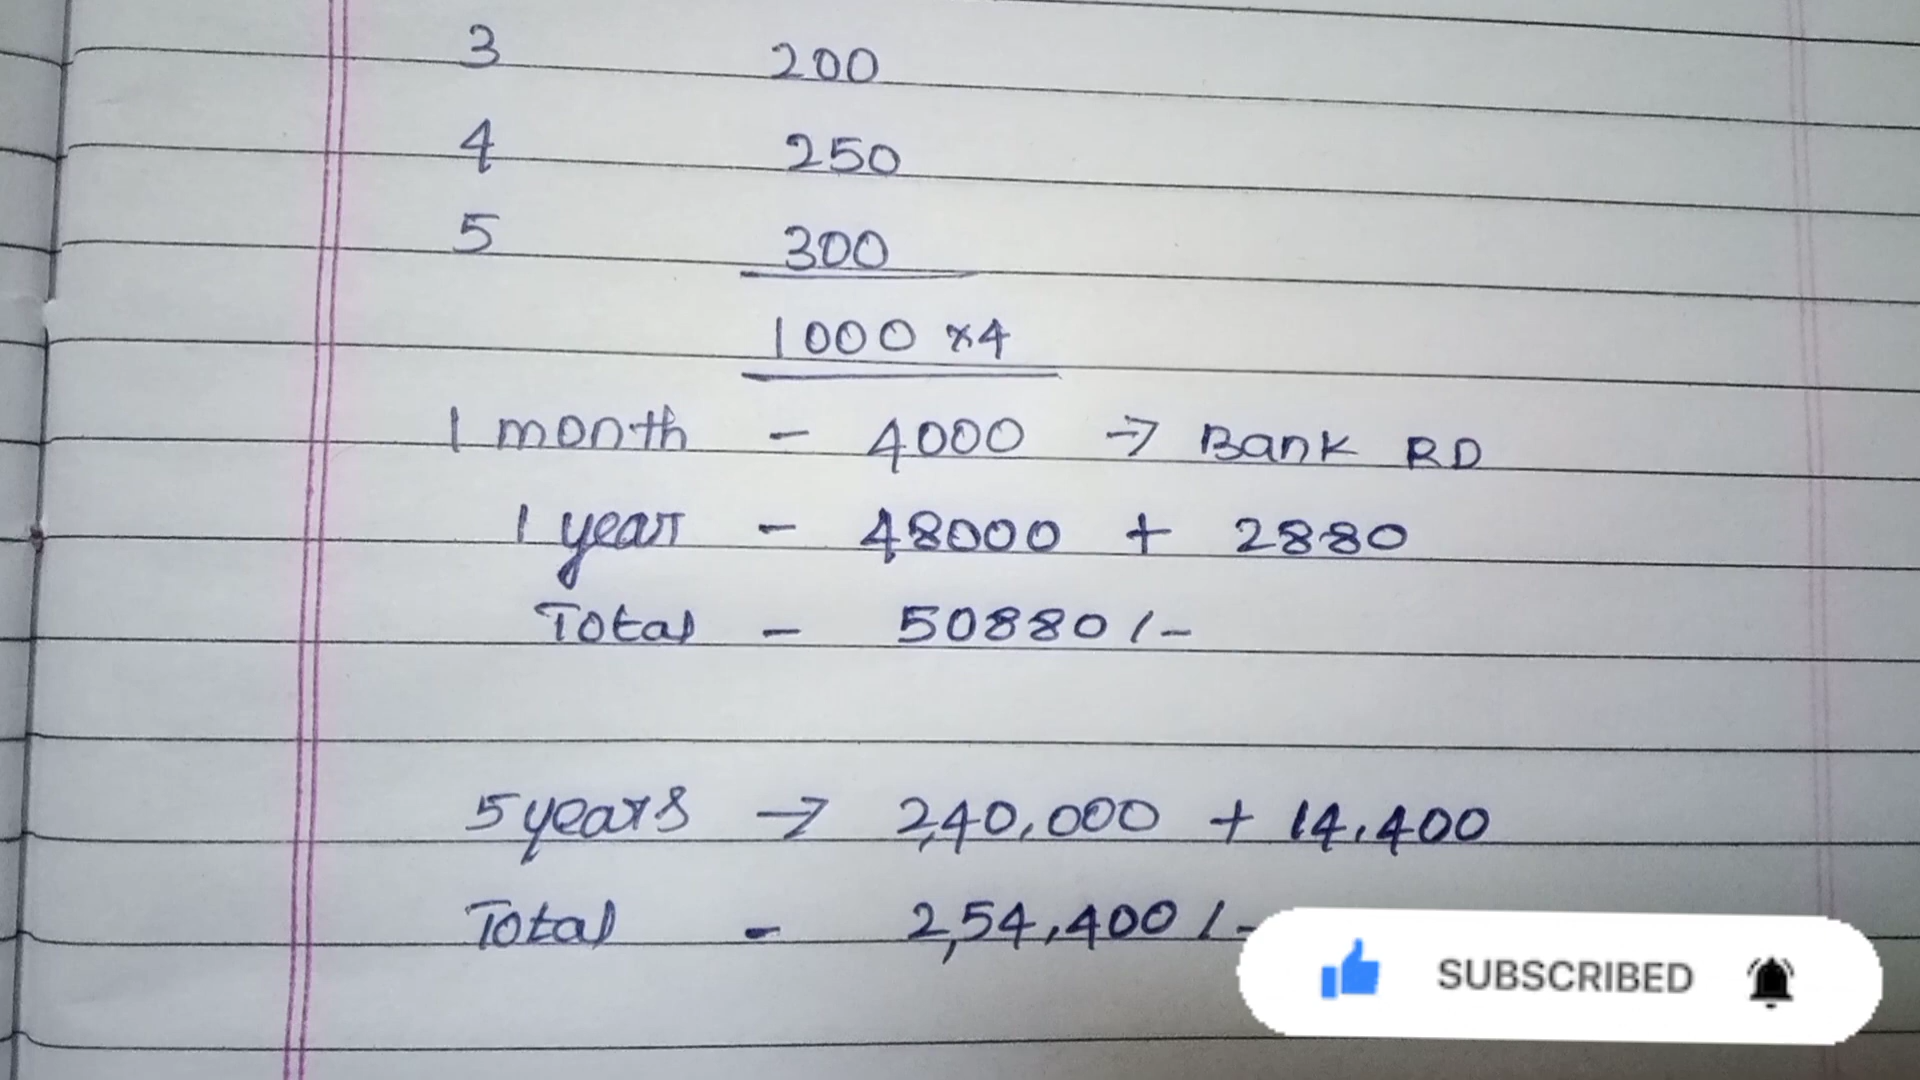 3 200
4 250
5 300
1000 x4
1 month - 4000 → Bank RD
1 year - 48000 + 2880
Total - 50880/-
5 years → 2,40,000 + 14,400
Total - 2,54,400/-
SUBSCRIBED